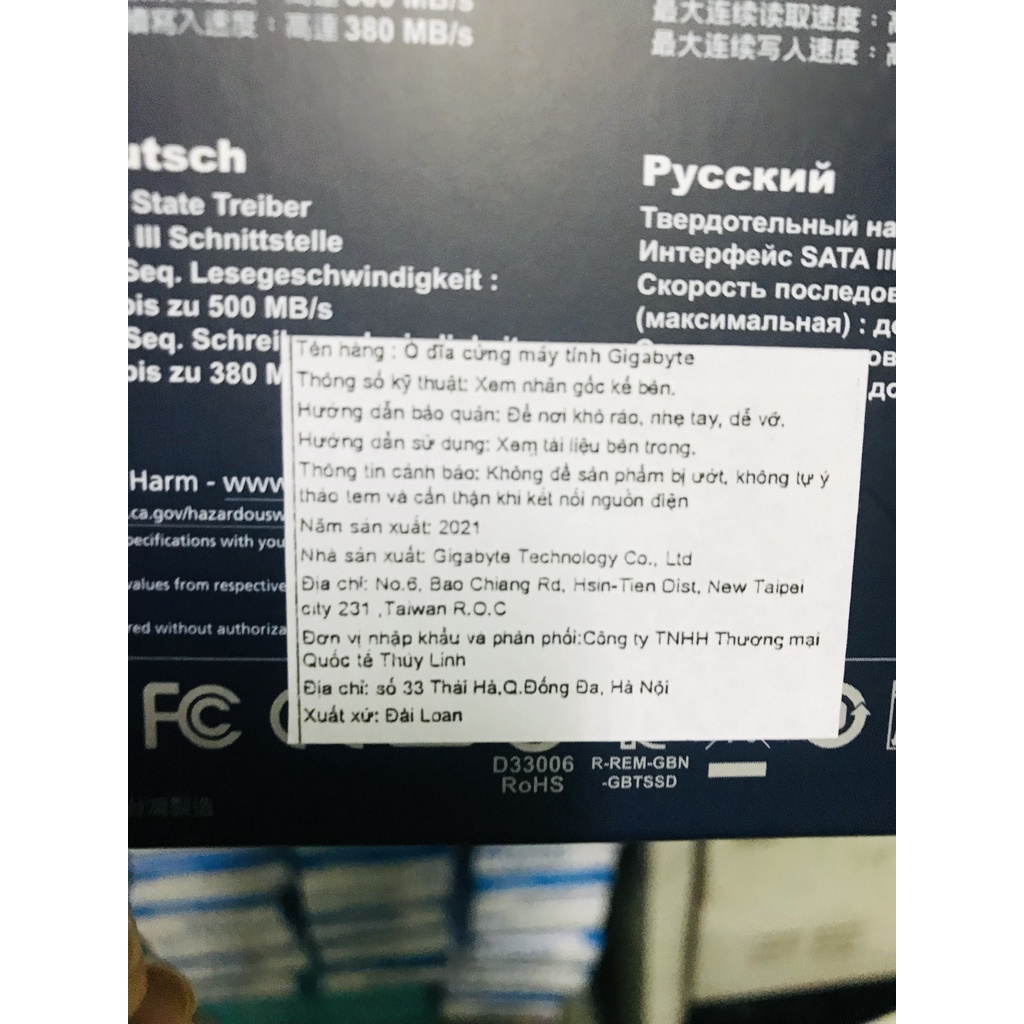 380 MB/s
寫入速度：高達 380 MB/s
最大连续读取速度：
最大连续写入速度：
utsch
State Treiber
III Schnittstelle
Seq. Lesegeschwindigkeit :
bis zu 500 MB/s
Seq. Schrei
bis zu 380 M
Русский
Твердотельный на
Интерфейс SATA III
Скорость последов
(максимальная) : до
Tên hàng : Ổ đĩa cứng máy tính Gigabyte
Thông số kỹ thuật: Xem nhãn gốc kế bên.
Hướng dẫn bảo quản: Để nơi khô ráo, nhẹ tay, dễ vỡ.
Hướng dẫn sử dụng: Xem tài liệu bên trong.
Thông tin cảnh báo: Không để sản phẩm bị ướt, không tự ý
tháo tem và cẩn thận khi kết nối nguồn điện
Năm sản xuất: 2021
Nhà sản xuất: Gigabyte Technology Co., Ltd
Địa chỉ: No.6, Bao Chiang Rd, Hsin-Tien Dist, New Taipei
city 231 ,Taiwan R.O.C
Đơn vị nhập khẩu và phân phối:Công ty TNHH Thương mại
Quốc tế Thùy Linh
Địa chỉ: số 33 Thái Hà,Q.Đống Đa, Hà Nội
Xuất xứ: Đài Loan
Harm - www
.ca.gov/hazardousw
pecifications with you
values from respective
red without authoriza
FC
D33006
RoHS
R-REM-GBN
-GBTSSD